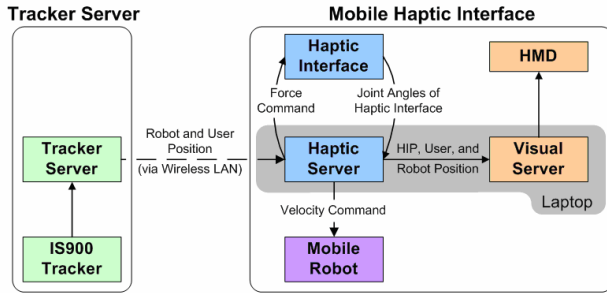 Tracker Server
Mobile Haptic Interface
Haptic
Interface
HMD
Force
Command
Joint Angles of
Haptic Interface
Robot and User
Position
(via Wireless LAN)
Tracker
Server
Haptic
Server
HIP, User, and
Robot Position
Visual
Server
Laptop
Velocity Command
IS900
Tracker
Mobile
Robot